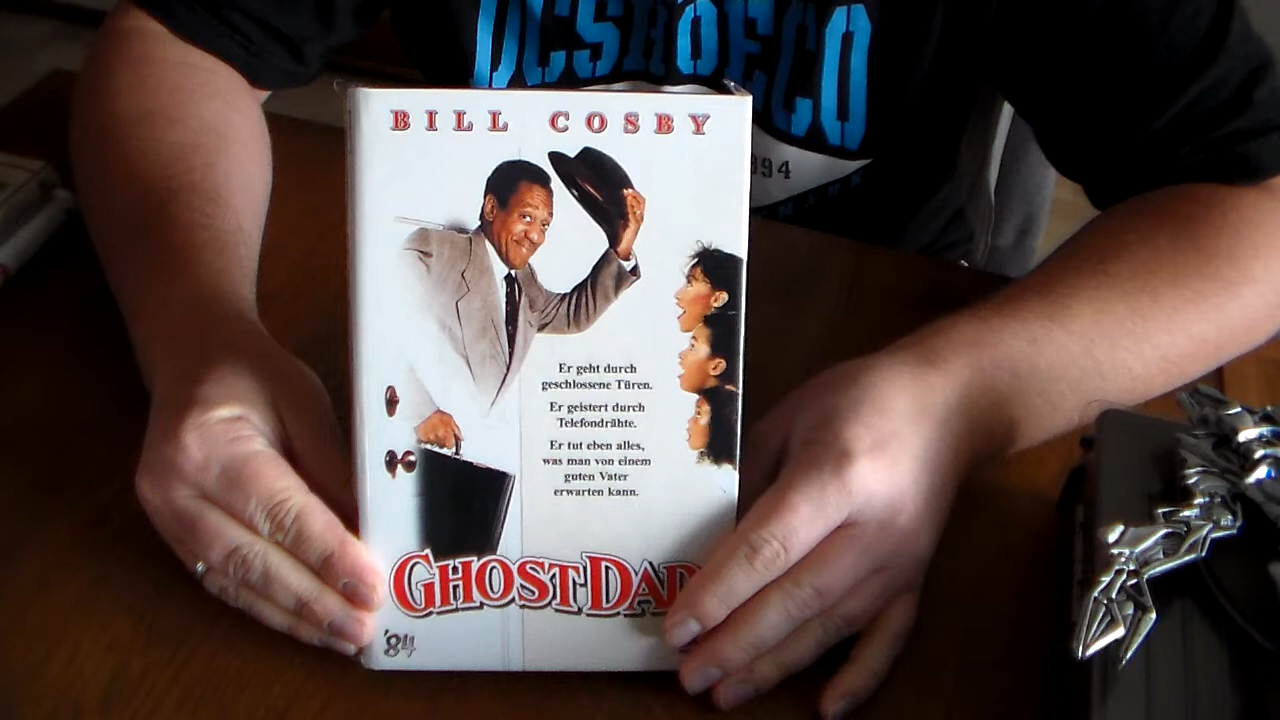 DCSHOECO
994
BILL COSBY
Er geht durch
geschlossene Türen.
Er geistert durch
Telefondrähte.
Er tut eben alles,
was man von einem
guten Vater
erwarten kann.
GHOST DAD
'84